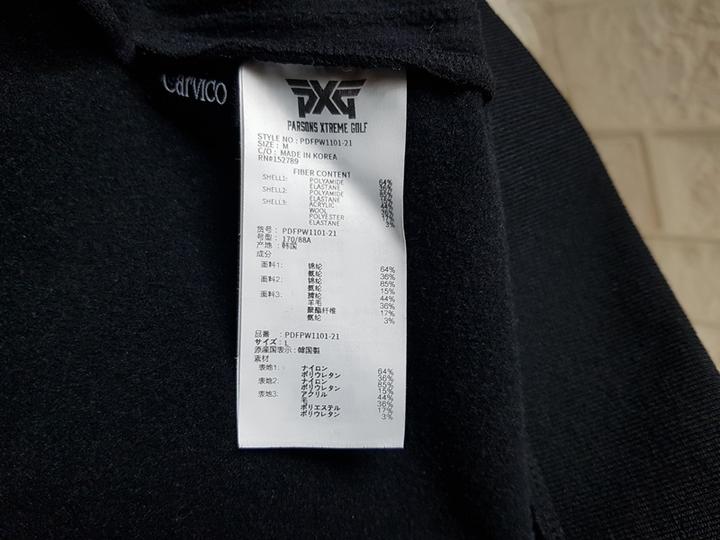 Carvico
PXG
PARSONS XTREME GOLF
STYLE NO : PDFPW1101-21
SIZE : M
C/O : MADE IN KOREA
RN#152789
FIBER CONTENT
SHELL1: POLYAMIDE 64%
ELASTANE 36%
SHELL2: POLYAMIDE 85%
ELASTANE 15%
SHELL3: ACRYLIC 44%
WOOL 36%
POLYESTER 17%
ELASTANE 3%
货号 : PDFPW1101-21
号型 : 170/88A
产地 : 韩国
成分
面料1: 锦纶 64%
氨纶 36%
面料2: 锦纶 85%
氨纶 15%
面料3: 腈纶 44%
羊毛 36%
聚酯纤维 17%
氨纶 3%
品番 : PDFPW1101-21
サイズ : L
原産国表示 : 韓国製
素材
表地1: ナイロン 64%
ポリウレタン 36%
表地2: ナイロン 85%
ポリウレタン 15%
表地3: アクリル 44%
毛 36%
ポリエステル 17%
ポリウレタン 3%